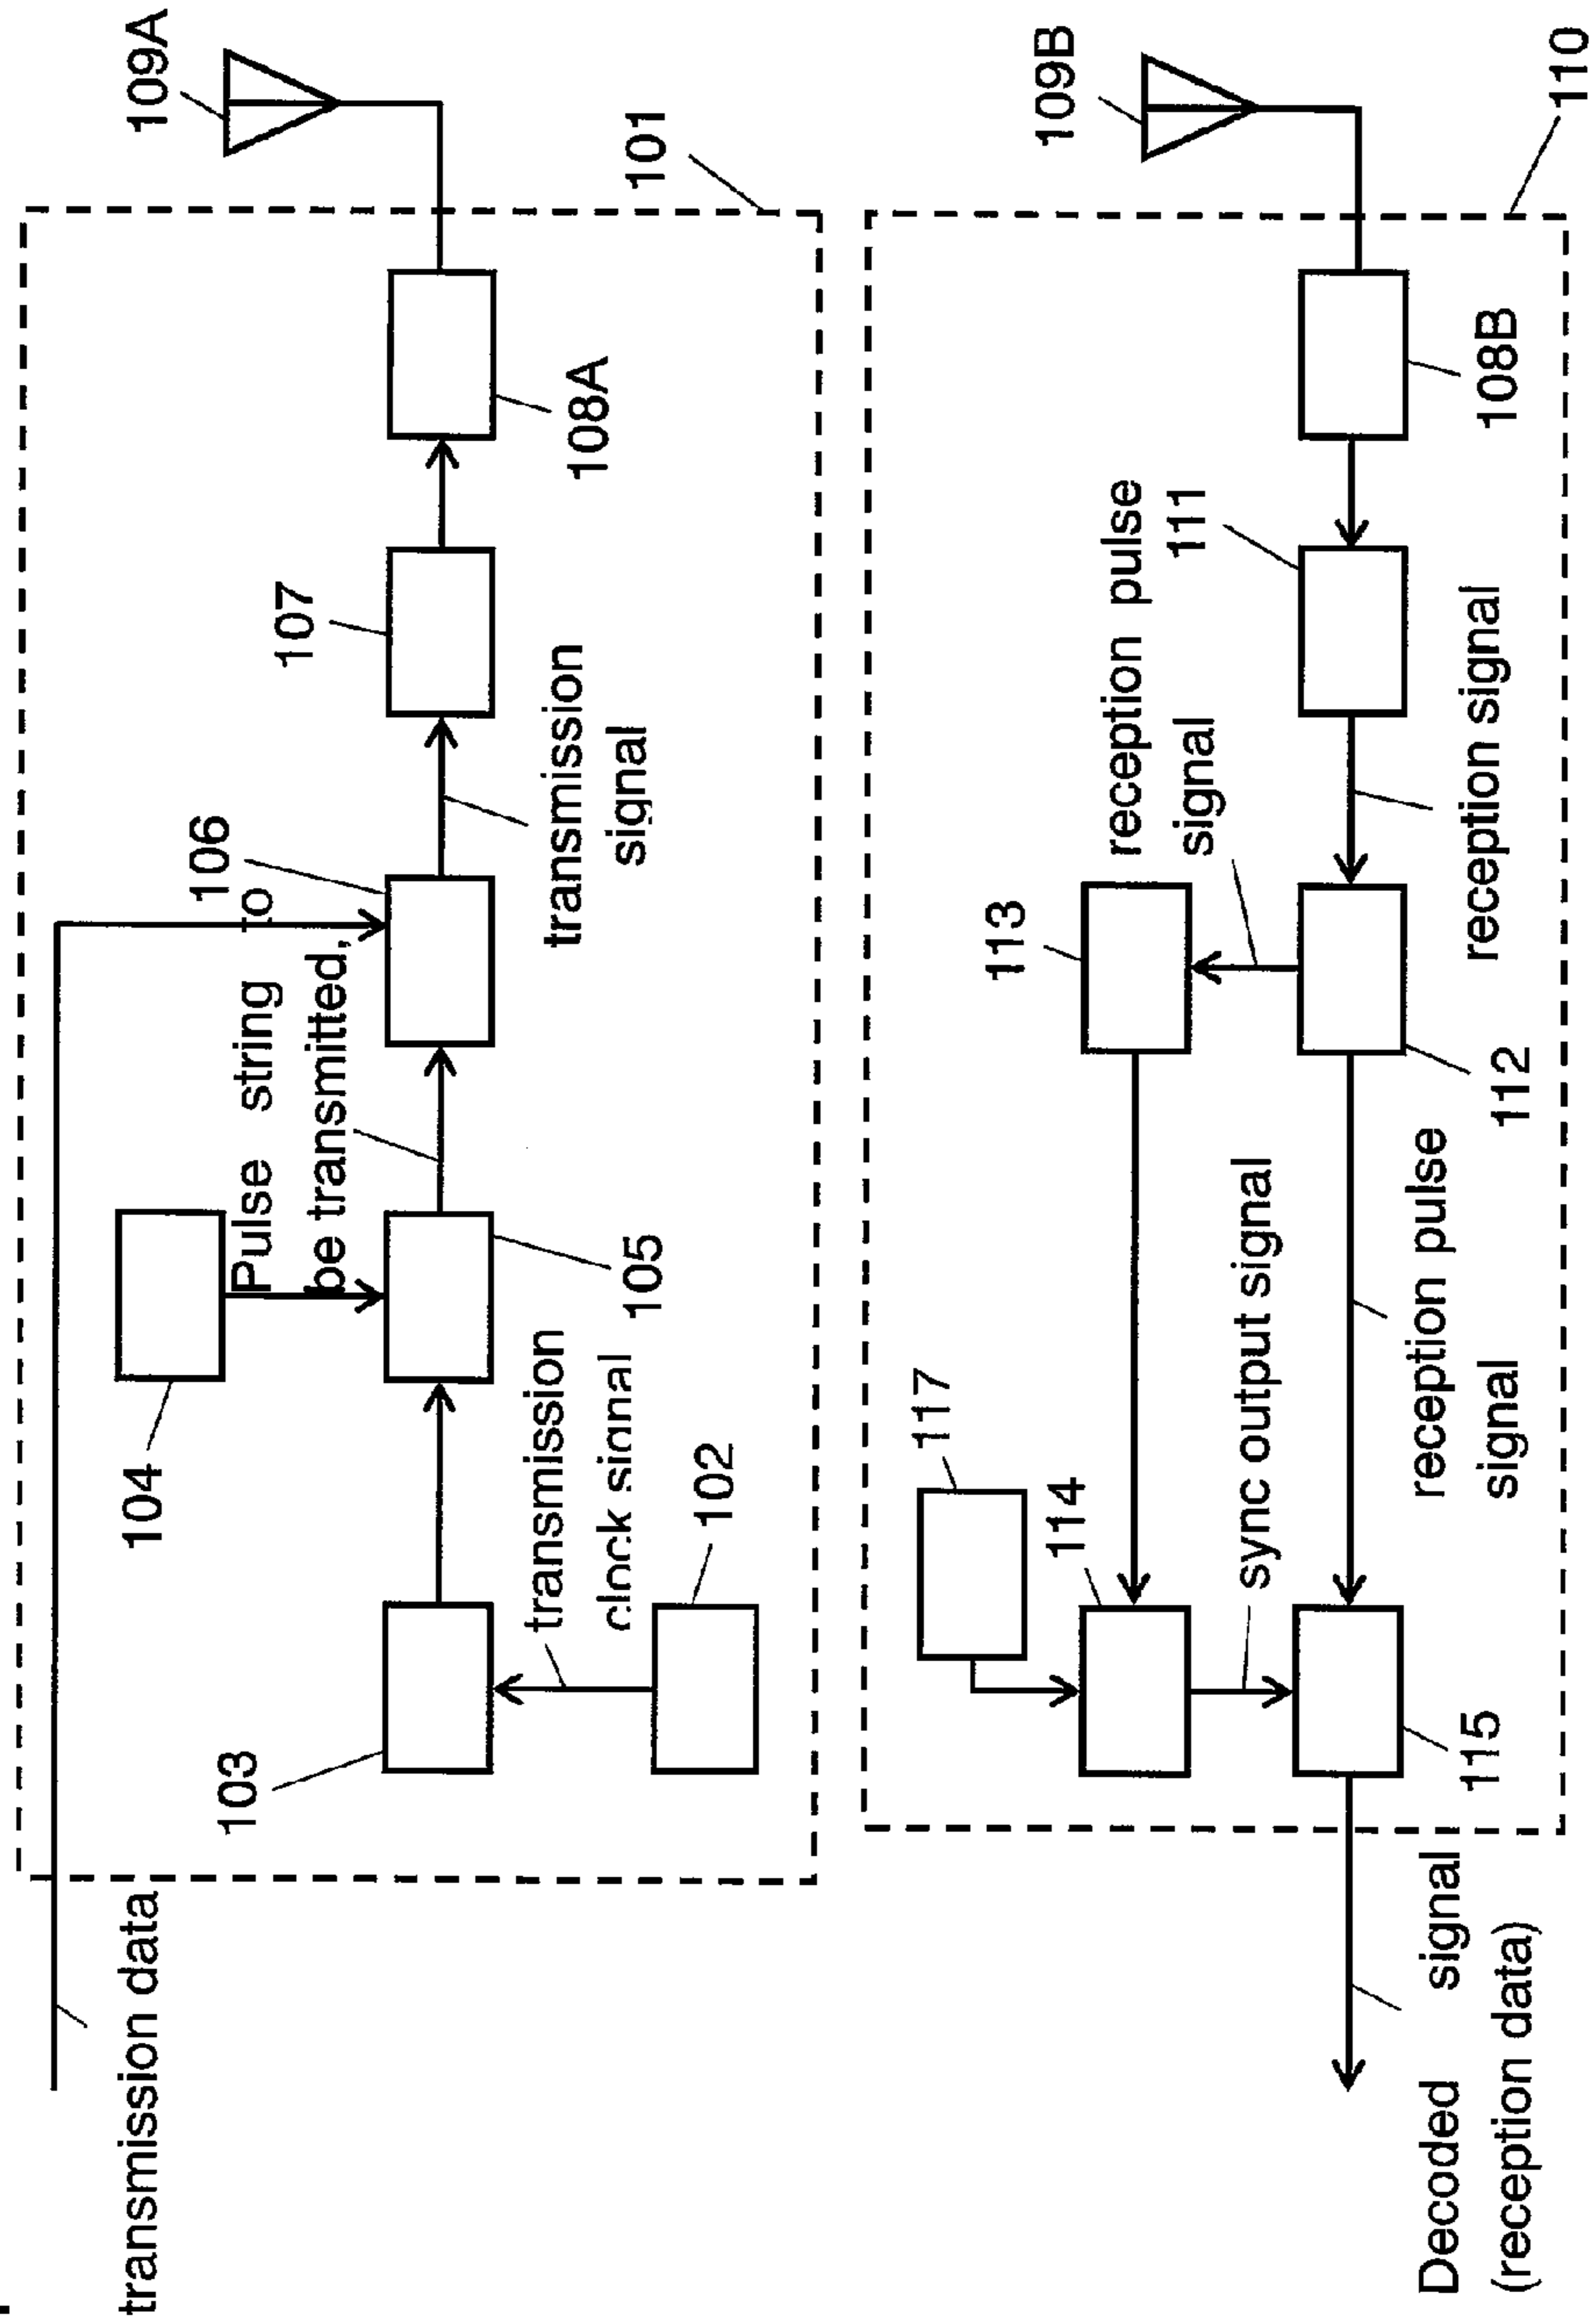 transmission data
109A
101
104
Pulse string to
be transmitted,
106
107
108A
103
105
transmission
signal
transmission
clock signal
102
109B
110
117
113
reception pulse
signal
111
114
sync output signal
112
reception signal
108B
115
reception pulse
signal
Decoded signal
(reception data)